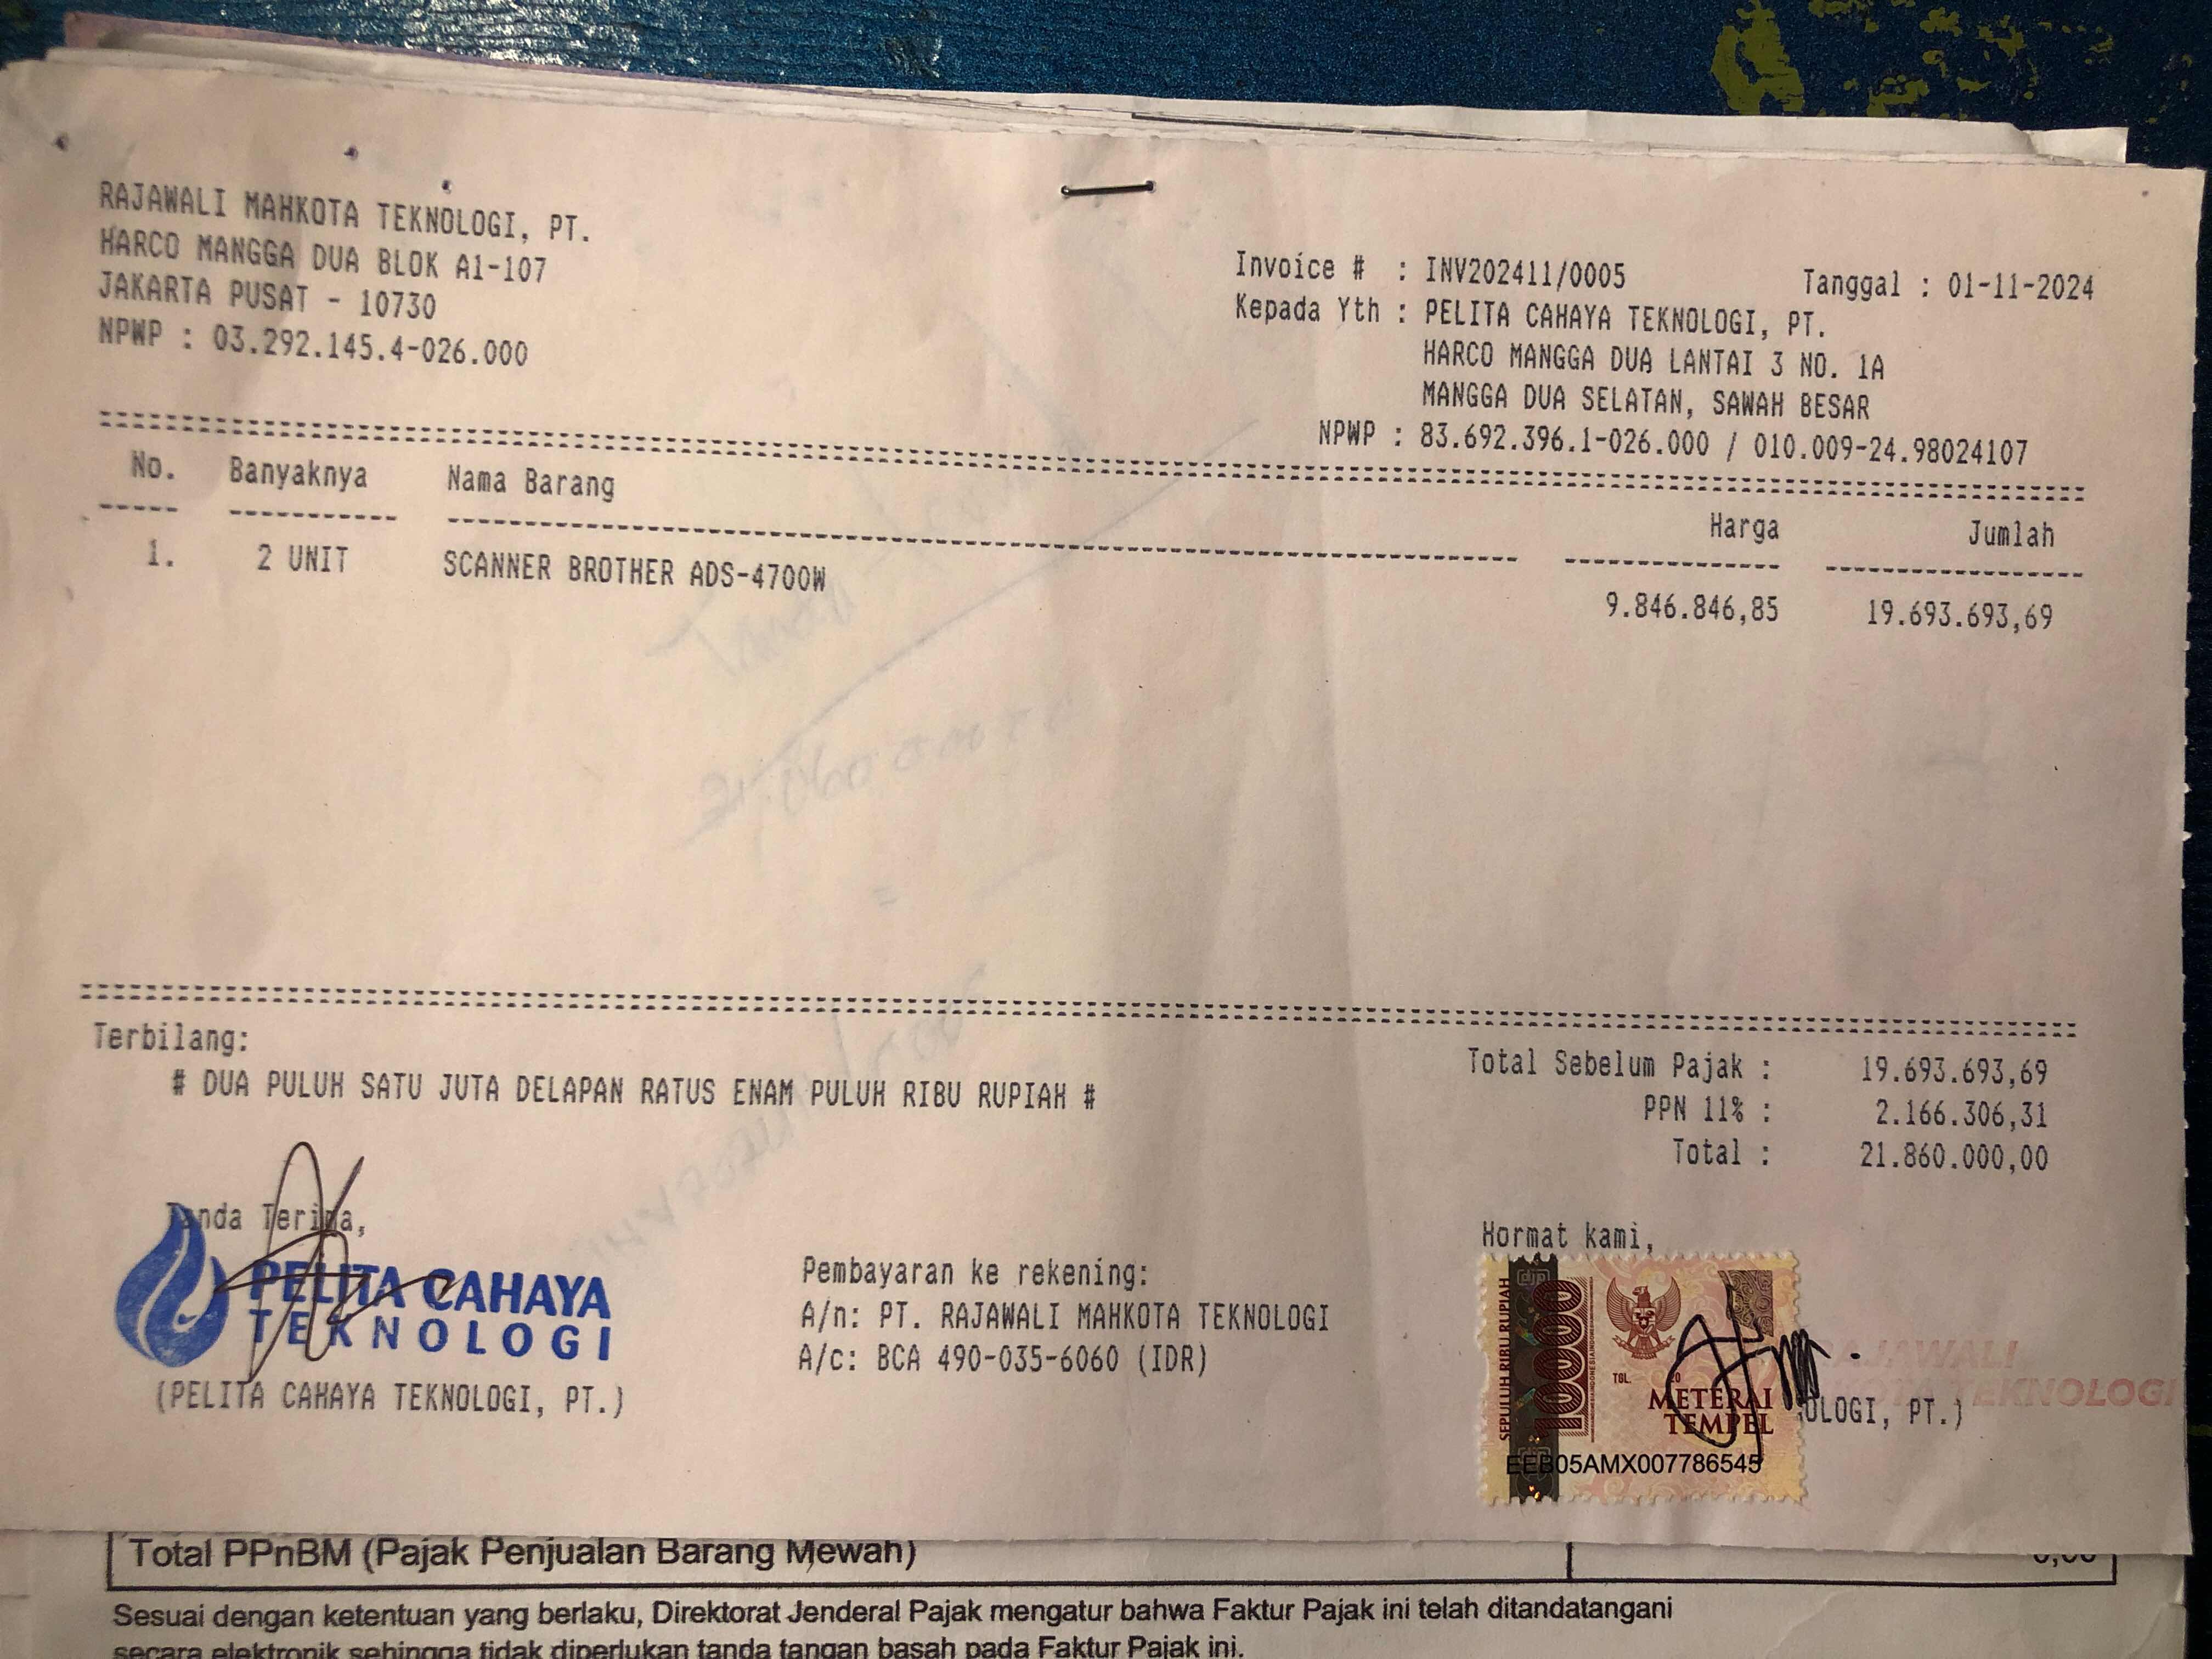 RAJAWALI MAHKOTA TEKNOLOGI, PT.
HARCO MANGGA DUA BLOK A1-107
JAKARTA PUSAT - 10730
NPWP : 03.292.145.4-026.000
Invoice # : INV202411/0005 Tanggal : 01-11-2024
Kepada Yth : PELITA CAHAYA TEKNOLOGI, PT.
HARCO MANGGA DUA LANTAI 3 NO. 1A
MANGGA DUA SELATAN, SAWAH BESAR
NPWP : 83.692.396.1-026.000 / 010.009-24.98024107
No. Banyaknya Nama Barang Harga Jumlah
1. 2 UNIT SCANNER BROTHER ADS-4700W 9.846.846,85 19.693.693,69
Terbilang:
# DUA PULUH SATU JUTA DELAPAN RATUS ENAM PULUH RIBU RUPIAH #
Total Sebelum Pajak : 19.693.693,69
PPN 11% : 2.166.306,31
Total : 21.860.000,00
Tanda Terima,
PELITA CAHAYA
TEKNOLOGI
(PELITA CAHAYA TEKNOLOGI, PT.)
Pembayaran ke rekening:
A/n: PT. RAJAWALI MAHKOTA TEKNOLOGI
A/c: BCA 490-035-6060 (IDR)
Hormat kami,
SEPULUH RIBU RUPIAH
10000
TGL. 20
METERAI
TEMPEL
EEB05AMX007786545
RAJAWALI
TEKNOLOGI
OLOGI, PT.)
Total PPnBM (Pajak Penjualan Barang Mewah) 0,00
Sesuai dengan ketentuan yang berlaku, Direktorat Jenderal Pajak mengatur bahwa Faktur Pajak ini telah ditandatangani
secara elektronik sehingga tidak diperlukan tanda tangan basah pada Faktur Pajak ini.